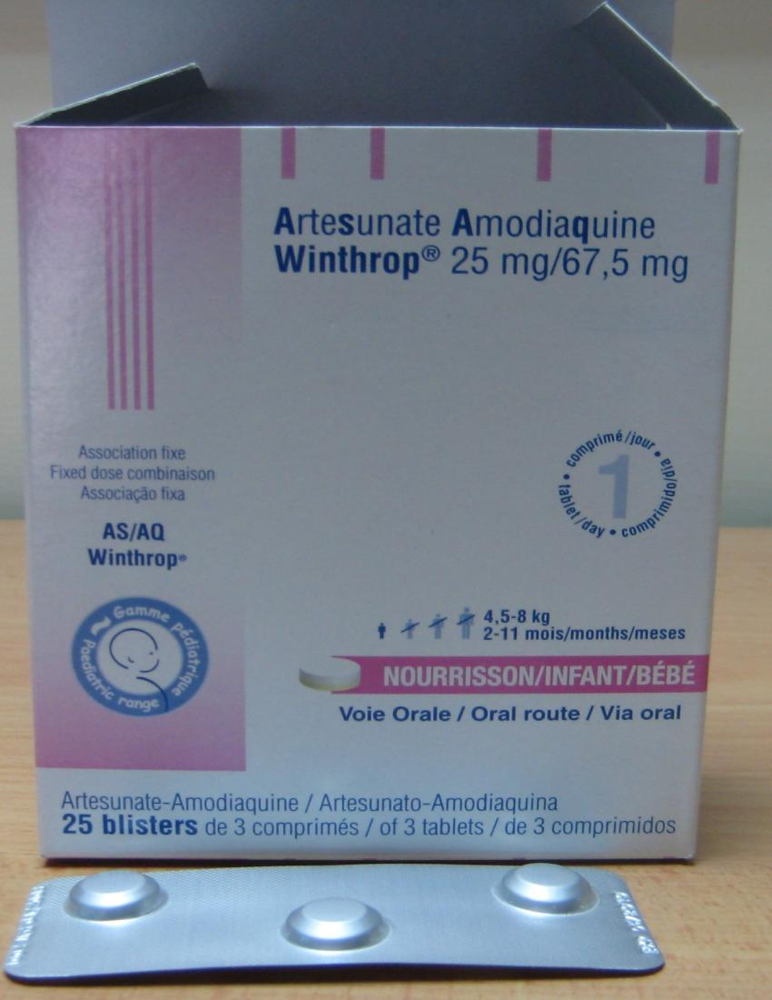 Artesunate Amodiaquine
Winthrop® 25 mg/67,5 mg
Association fixe
Fixed dose combinaison
Associação fixa
AS/AQ
Winthrop®
Gamme pédiatrique
Paediatric range
1
comprimé/jour • comprimido/dia • tablet/day •
4,5-8 kg
2-11 mois/months/meses
NOURRISSON/INFANT/BÉBÉ
Voie Orale / Oral route / Via oral
Artesunate-Amodiaquine / Artesunato-Amodiaquina
25 blisters de 3 comprimés / of 3 tablets / de 3 comprimidos